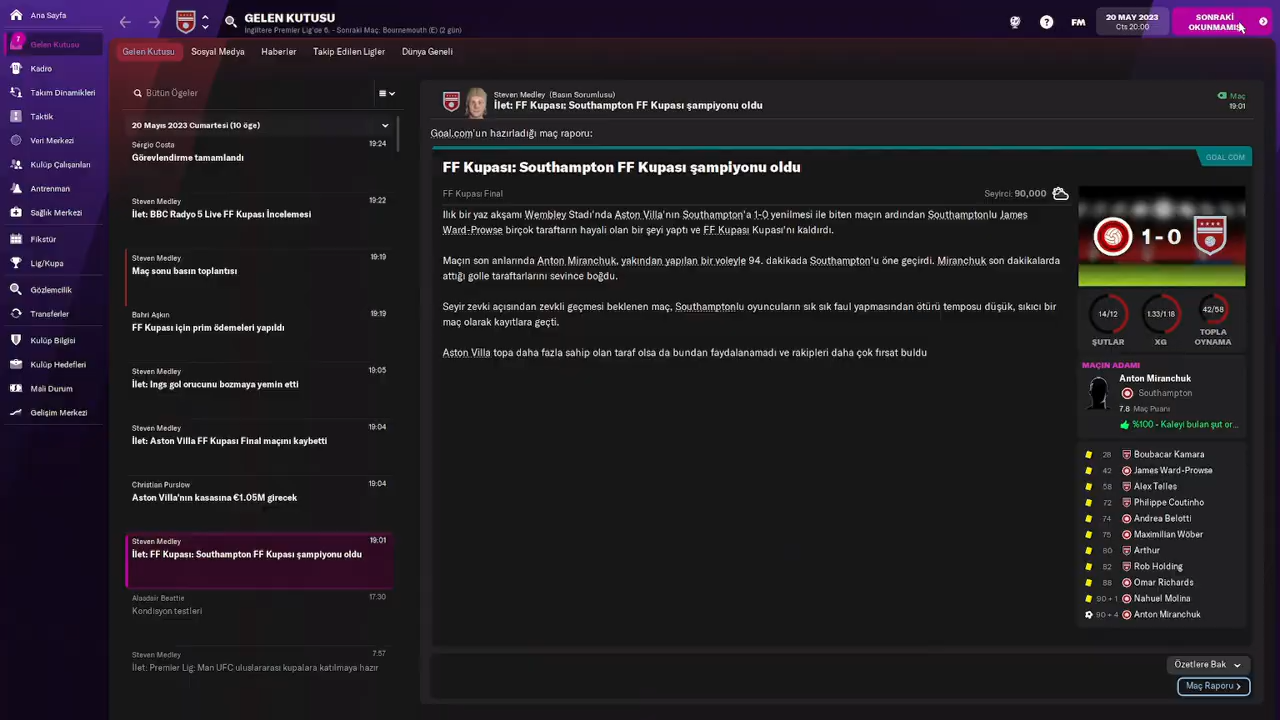 Ana Sayfa
7
Gelen Kutusu
Kadro
Takım Dinamikleri
Taktik
Veri Merkezi
Kulüp Çalışanları
Antrenman
Sağlık Merkezi
Fikstür
Lig/Kupa
Gözlemcilik
Transferler
Kulüp Bilgisi
Kulüp Hedefleri
Mali Durum
Gelişim Merkezi
GELEN KUTUSU
İngiltere Premier Lig'de 6. - Sonraki Maç: Bournemouth (E) (2 gün)
?
FM
20 MAY 2023
Cts 20:00
SONRAKİ
OKUNMAMIŞ
Gelen Kutusu
Sosyal Medya
Haberler
Takip Edilen Ligler
Dünya Geneli
Bütün Ögeler
20 Mayıs 2023 Cumartesi (10 öge)
Sérgio Costa 19:24
Görevlendirme tamamlandı
Steven Medley 19:22
İlet: BBC Radyo 5 Live FF Kupası İncelemesi
Steven Medley 19:19
Maç sonu basın toplantısı
Bahri Aşkın 19:19
FF Kupası için prim ödemeleri yapıldı
Steven Medley 19:05
İlet: Ings gol orucunu bozmaya yemin etti
Steven Medley 19:04
İlet: Aston Villa FF Kupası Final maçını kaybetti
Christian Purslow 19:04
Aston Villa'nın kasasına €1.05M girecek
Steven Medley 19:01
İlet: FF Kupası: Southampton FF Kupası şampiyonu oldu
Alasdair Beattie 17:30
Kondisyon testleri
Steven Medley 7:57
İlet: Premier Lig: Man UFC uluslararası kupalara katılmaya hazır
Steven Medley (Basın Sorumlusu)
İlet: FF Kupası: Southampton FF Kupası şampiyonu oldu
Maç
19:01
Goal.com'un hazırladığı maç raporu:
GOAL.COM
FF Kupası: Southampton FF Kupası şampiyonu oldu
FF Kupası Final
Seyirci: 90,000
Ilık bir yaz akşamı Wembley Stadı'nda Aston Villa'nın Southampton'a 1-0 yenilmesi ile biten maçın ardından Southamptonlu James
Ward-Prowse birçok taraftarın hayali olan bir şeyi yaptı ve FF Kupası Kupası'nı kaldırdı.
Maçın son anlarında Anton Miranchuk, yakından yapılan bir voleyle 94. dakikada Southampton'u öne geçirdi. Miranchuk son dakikalarda
attığı golle taraftarlarını sevince boğdu.
Seyir zevki açısından zevkli geçmesi beklenen maç, Southamptonlu oyuncuların sık sık faul yapmasından ötürü temposu düşük, sıkıcı bir
maç olarak kayıtlara geçti.
Aston Villa topa daha fazla sahip olan taraf olsa da bundan faydalanamadı ve rakipleri daha çok fırsat buldu
1 - 0
14/12
ŞUTLAR
1.33/1.18
XG
42/58
TOPLA
OYNAMA
MAÇIN ADAMI
Anton Miranchuk
Southampton
7.8 Maç Puanı
%100 - Kaleyi bulan şut or...
28 Boubacar Kamara
42 James Ward-Prowse
58 Alex Telles
72 Philippe Coutinho
74 Andrea Belotti
75 Maximilian Wöber
80 Arthur
82 Rob Holding
88 Omar Richards
90 + 1 Nahuel Molina
90 + 4 Anton Miranchuk
Özetlere Bak
Maç Raporu